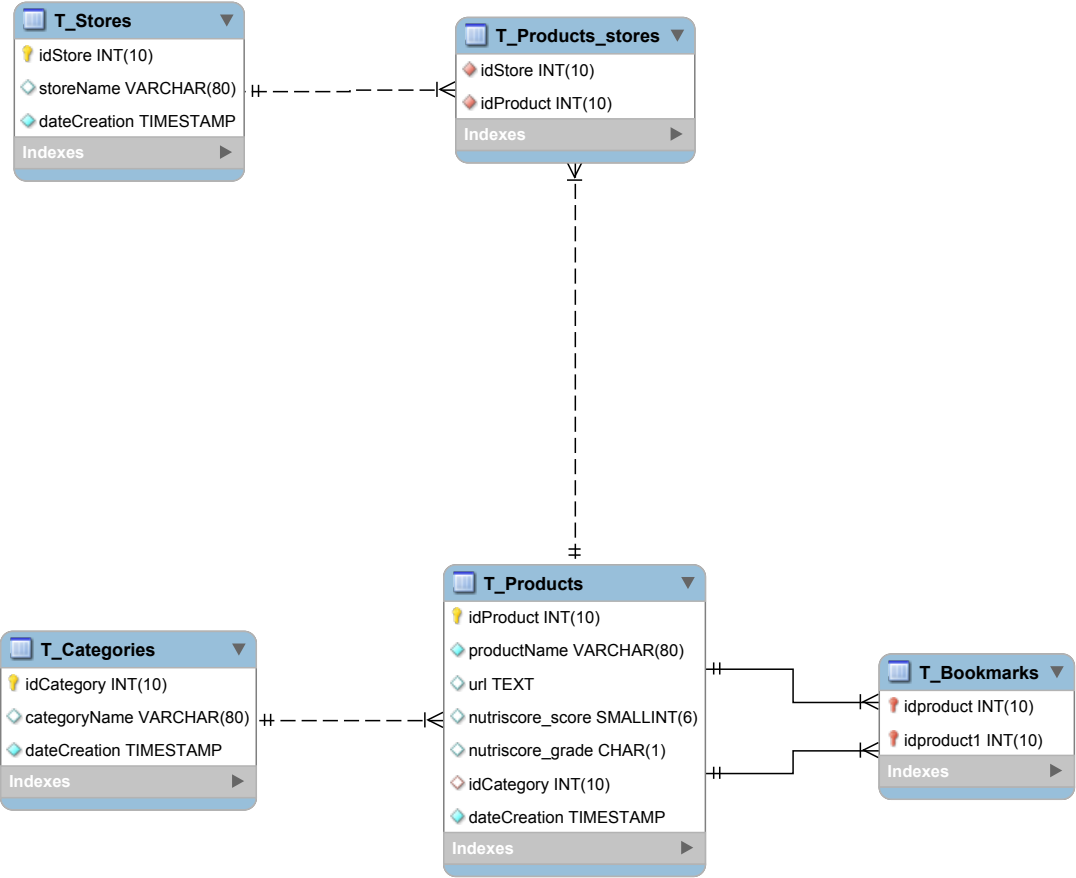 T_Stores
idStore INT(10)
storeName VARCHAR(80)
dateCreation TIMESTAMP
Indexes
T_Products_stores
idStore INT(10)
idProduct INT(10)
Indexes
T_Categories
idCategory INT(10)
categoryName VARCHAR(80)
dateCreation TIMESTAMP
Indexes
T_Products
idProduct INT(10)
productName VARCHAR(80)
url TEXT
nutriscore_score SMALLINT(6)
nutriscore_grade CHAR(1)
idCategory INT(10)
dateCreation TIMESTAMP
Indexes
T_Bookmarks
idproduct INT(10)
idproduct1 INT(10)
Indexes